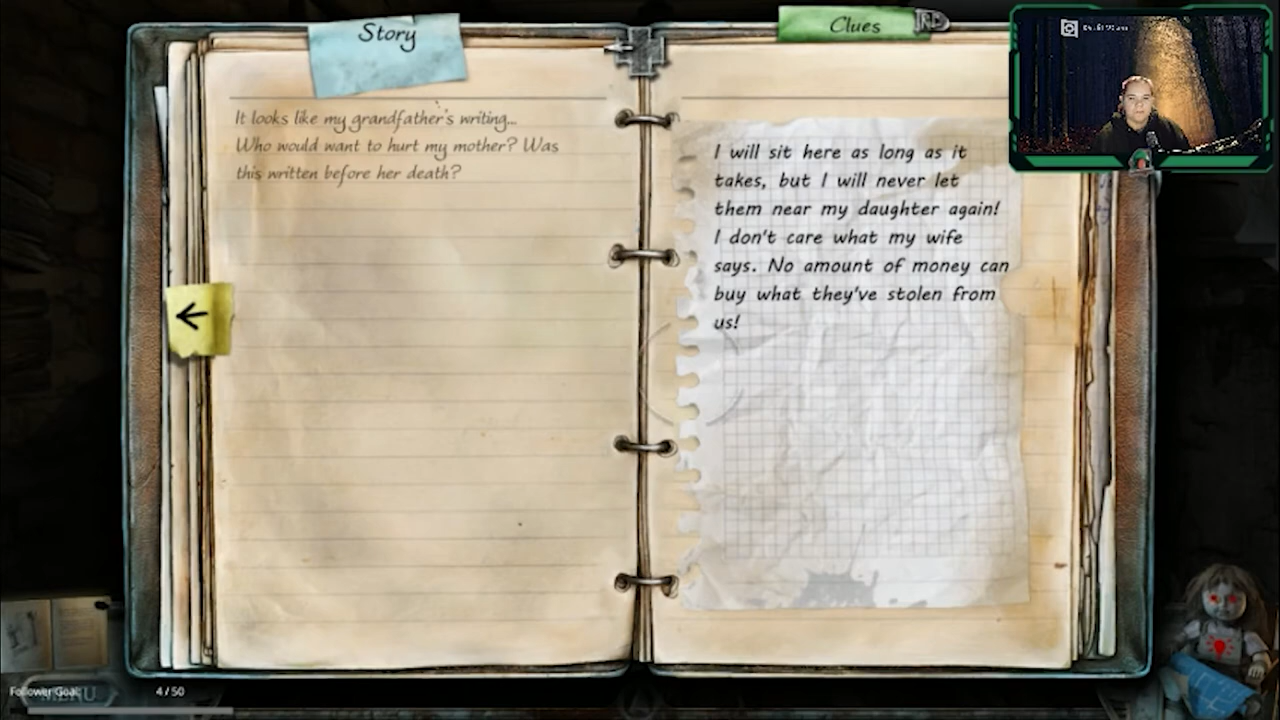 Story
It looks like my grandfather's writing...
Who would want to hurt my mother? Was
this written before her death?
Clues
I will sit here as long as it
takes, but I will never let
them near my daughter again!
I don't care what my wife
says. No amount of money can
buy what they've stolen from
us!
Follower Goal:
4 / 50
MENU